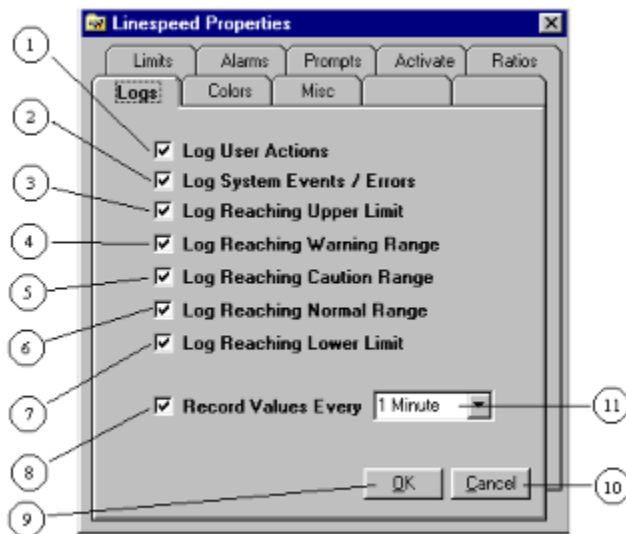 Linespeed Properties
1
Limits Alarms Prompts Activate Ratios
Logs Colors Misc
2
Log User Actions
3
Log System Events / Errors
Log Reaching Upper Limit
4
Log Reaching Warning Range
5
Log Reaching Caution Range
6
Log Reaching Normal Range
Log Reaching Lower Limit
7
Record Values Every 1 Minute 11
8
OK Cancel 10
9